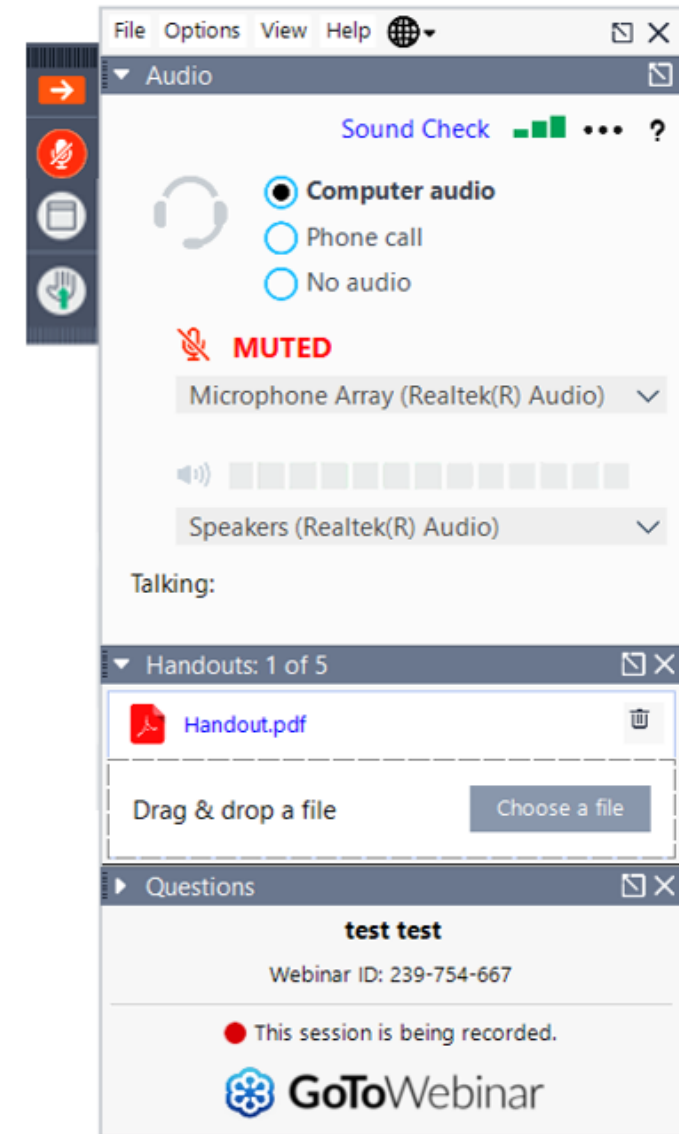 File Options View Help
Audio
Sound Check ?
Computer audio
Phone call
No audio
MUTED
Microphone Array (Realtek(R) Audio)
Speakers (Realtek(R) Audio)
Talking:
Handouts: 1 of 5
Handout.pdf
Drag & drop a file Choose a file
Questions
test test
Webinar ID: 239-754-667
This session is being recorded.
GoToWebinar